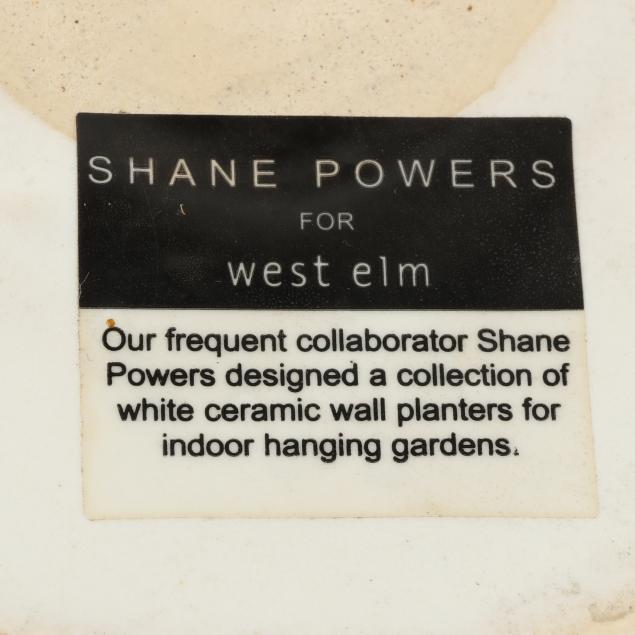 SHANE POWERS
FOR
west elm
Our frequent collaborator Shane
Powers designed a collection of
white ceramic wall planters for
indoor hanging gardens.